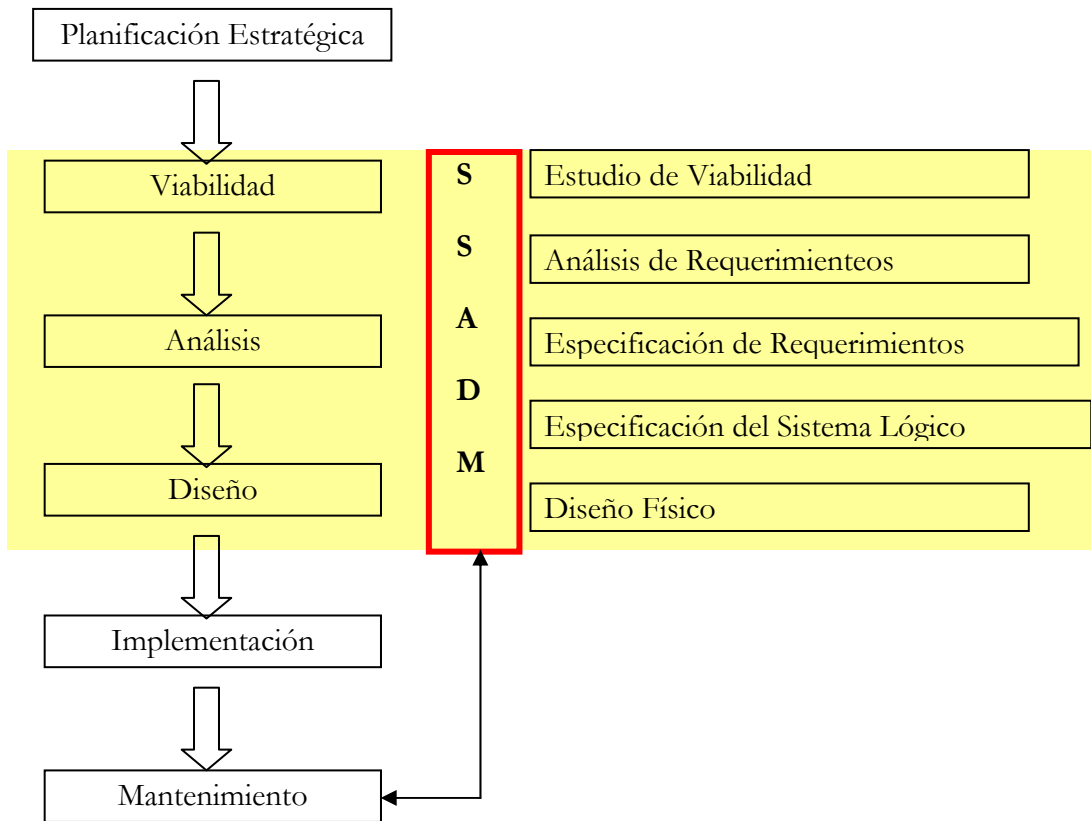 Planificación Estratégica
Viabilidad
Análisis
Diseño
Implementación
Mantenimiento
S
S
A
D
M
Estudio de Viabilidad
Análisis de Requerimienteos
Especificación de Requerimientos
Especificación del Sistema Lógico
Diseño Físico